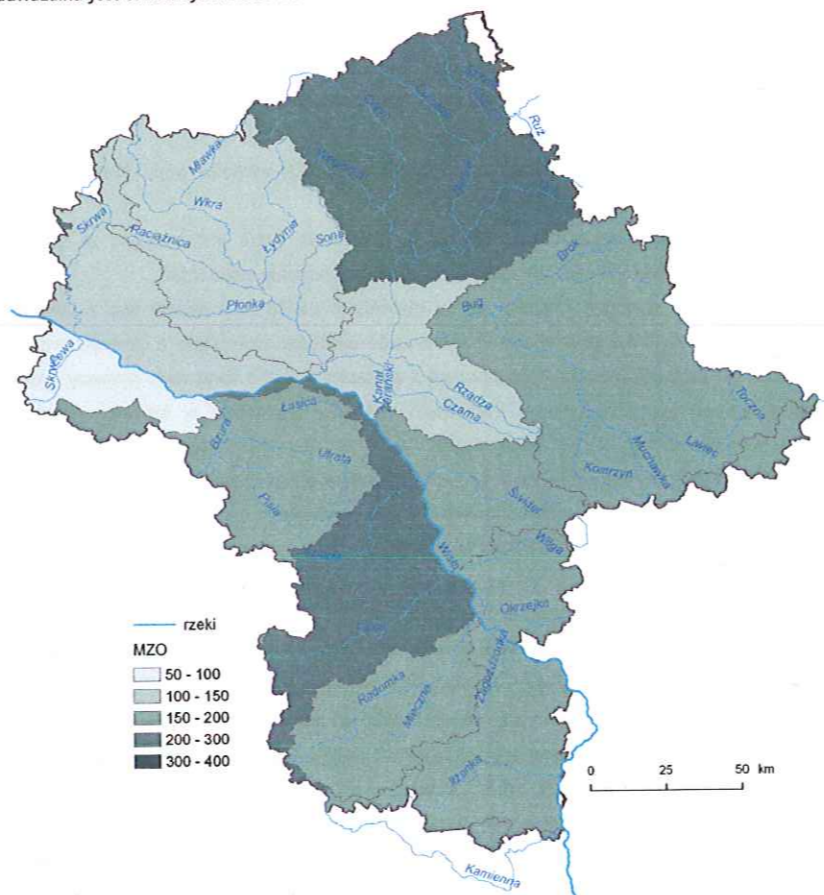 Ruż
Mławka
Wkra
Skrwa
Raciążnica
Łydynia
Sona
Płonka
Brok
Bug
Skrwa Lewa
Kanał
Żerański
Rządza
Czarna
Łasica
Bzura
Utrata
Pisia
Toczna
Liwiec
Muchawka
Kostrzyń
Świder
Wilga
Wisła
Okrzejka
Zagożdżonka
Radomka
Mleczna
Iłżanka
Kamienna
rzeki
MZO
50 - 100
100 - 150
150 - 200
200 - 300
300 - 400
0 25 50 km